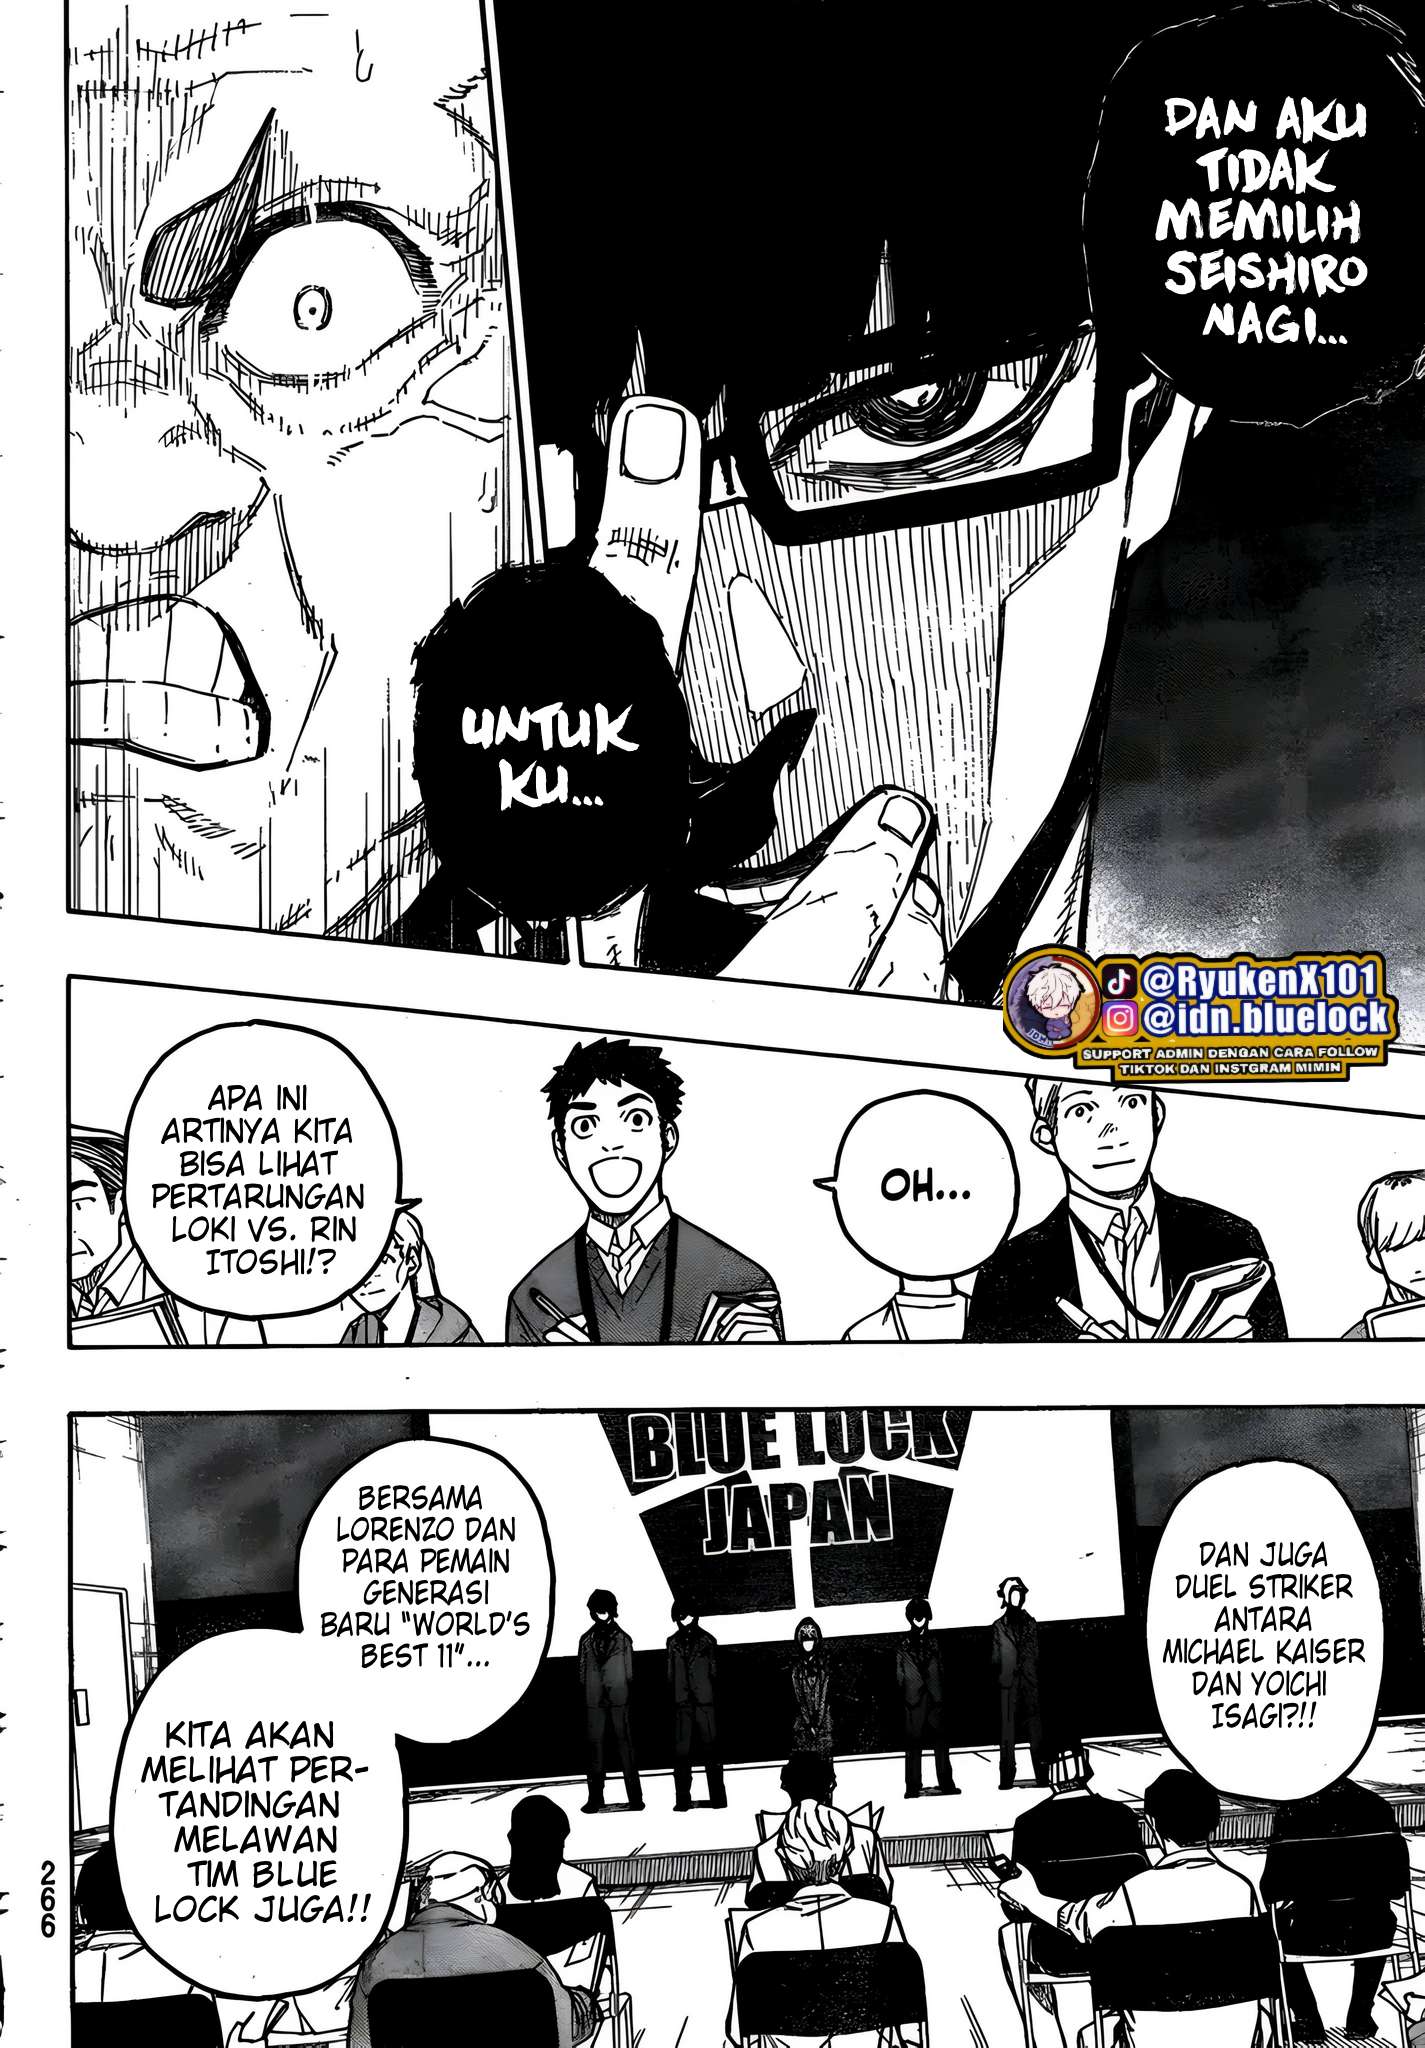 DAN AKU
TIDAK
MEMILIH
SEISHIRO
NAGI...
UNTUK
KU...
@RyukenX101
@idn.bluelock
SUPPORT ADMIN DENGAN CARA FOLLOW
TIKTOK DAN INSTGRAM MIMIN
OH...
APA INI
ARTINYA KITA
BISA LIHAT
PERTARUNGAN
LOKI VS. RIN
ITOSHI!?
BLUE LOCK
JAPAN
DAN JUGA
DUEL STRIKER
ANTARA
MICHAEL KAISER
DAN YOICHI
ISAGI?!!
BERSAMA
LORENZO DAN
PARA PEMAIN
GENERASI
BARU "WORLD'S
BEST 11"...
KITA AKAN
MELIHAT PER-
TANDINGAN
MELAWAN
TIM BLUE
LOCK JUGA!!
266